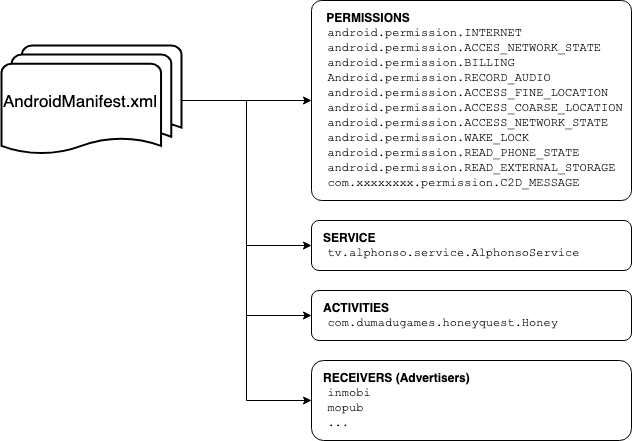 AndroidManifest.xml
PERMISSIONS
android.permission.INTERNET
android.permission.ACCES_NETWORK_STATE
android.permission.BILLING
Android.permission.RECORD_AUDIO
android.permission.ACCESS_FINE_LOCATION
android.permission.ACCESS_COARSE_LOCATION
android.permission.ACCESS_NETWORK_STATE
android.permission.WAKE_LOCK
android.permission.READ_PHONE_STATE
android.permission.READ_EXTERNAL_STORAGE
com.xxxxxxxx.permission.C2D_MESSAGE
SERVICE
tv.alphonso.service.AlphonsoService
ACTIVITIES
com.dumadugames.honeyquest.Honey
RECEIVERS (Advertisers)
inmobi
mopub
...